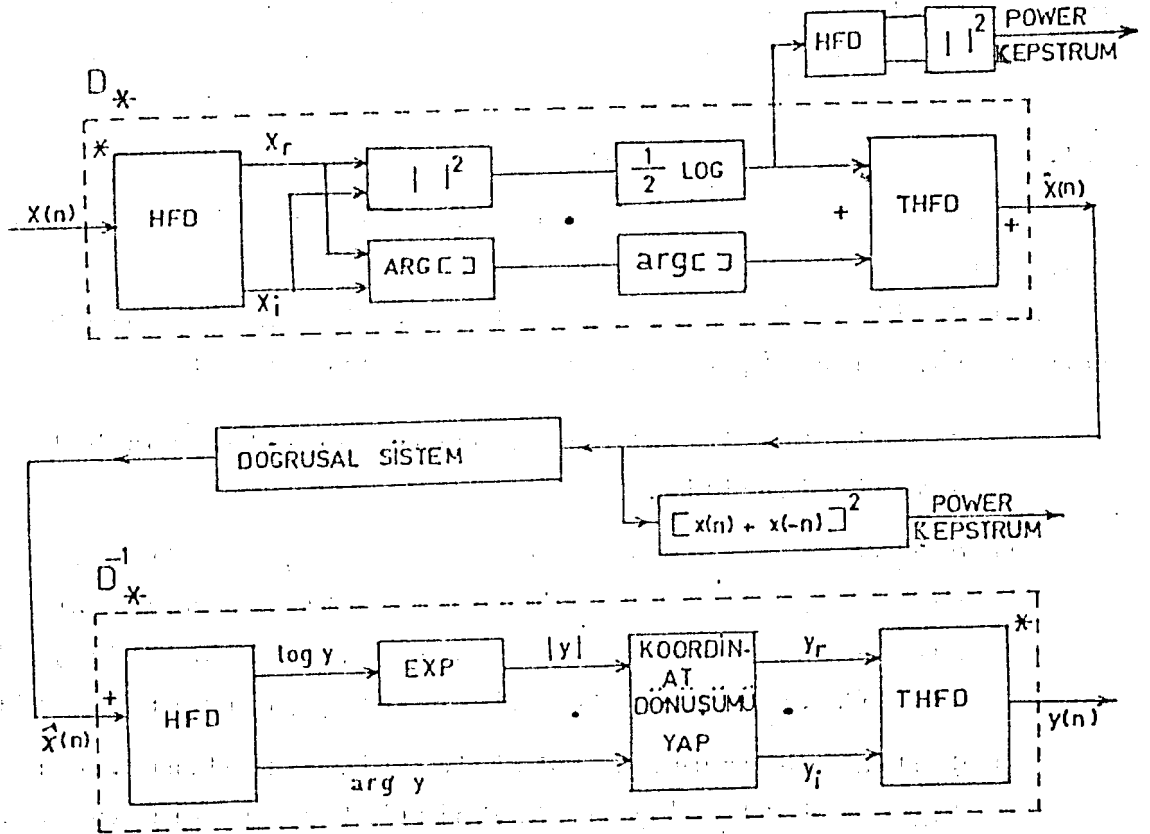 POWER
HFD
| |²
KEPSTRUM
D*
*
Xr
| |²
1/2 LOG
X(n)
HFD
THFD
x̂(n)
+
+
ARG[ ]
arg[ ]
Xi
DOĞRUSAL SİSTEM
[x(n) + x(-n)]²
POWER
KEPSTRUM
D⁻¹*
*
log y
EXP
|y|
KOORDİN-
AT
DÖNÜŞÜMÜ
YAP
yr
+
HFD
THFD
x̂(n)
y(n)
arg y
yi